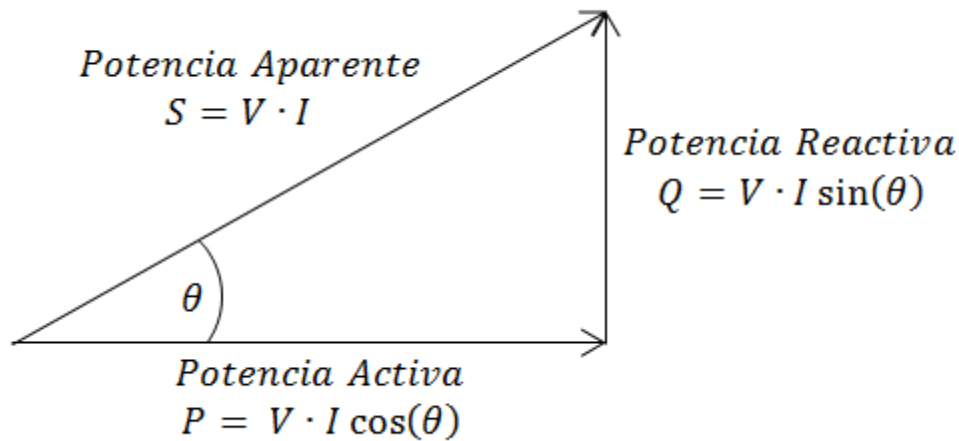 Potencia Aparente
S = V · I
Potencia Reactiva
Q = V · I sin(θ)
θ
Potencia Activa
P = V · I cos(θ)